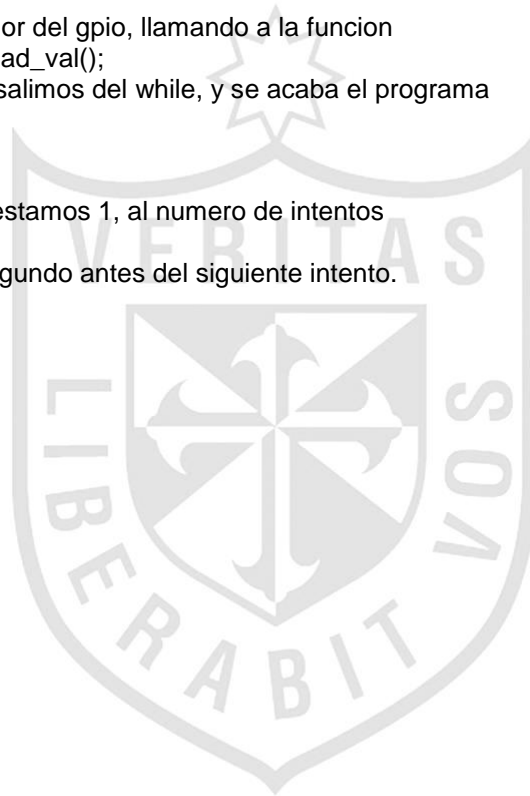 or del gpio, llamando a la funcion
ad_val();
salimos del while, y se acaba el programa
estamos 1, al numero de intentos
gundo antes del siguiente intento.
VERITAS
LIBERABIT
VOS